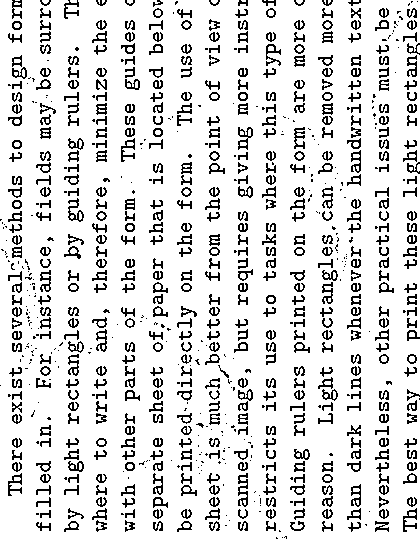 There exist several methods to design form
filled in. For instance, fields may be surro
by light rectangles or by guiding rulers. Th
where to write and, therefore, minimize the e
with other parts of the form. These guides c
separate sheet of paper that is located below
be printed directly on the form. The use of
sheet is much better from the point of view o
scanned image, but requires giving more instr
restricts its use to tasks where this type of
Guiding rulers printed on the form are more c
reason. Light rectangles can be removed more
than dark lines whenever the handwritten text
Nevertheless, other practical issues must be
The best way to print these light rectangles